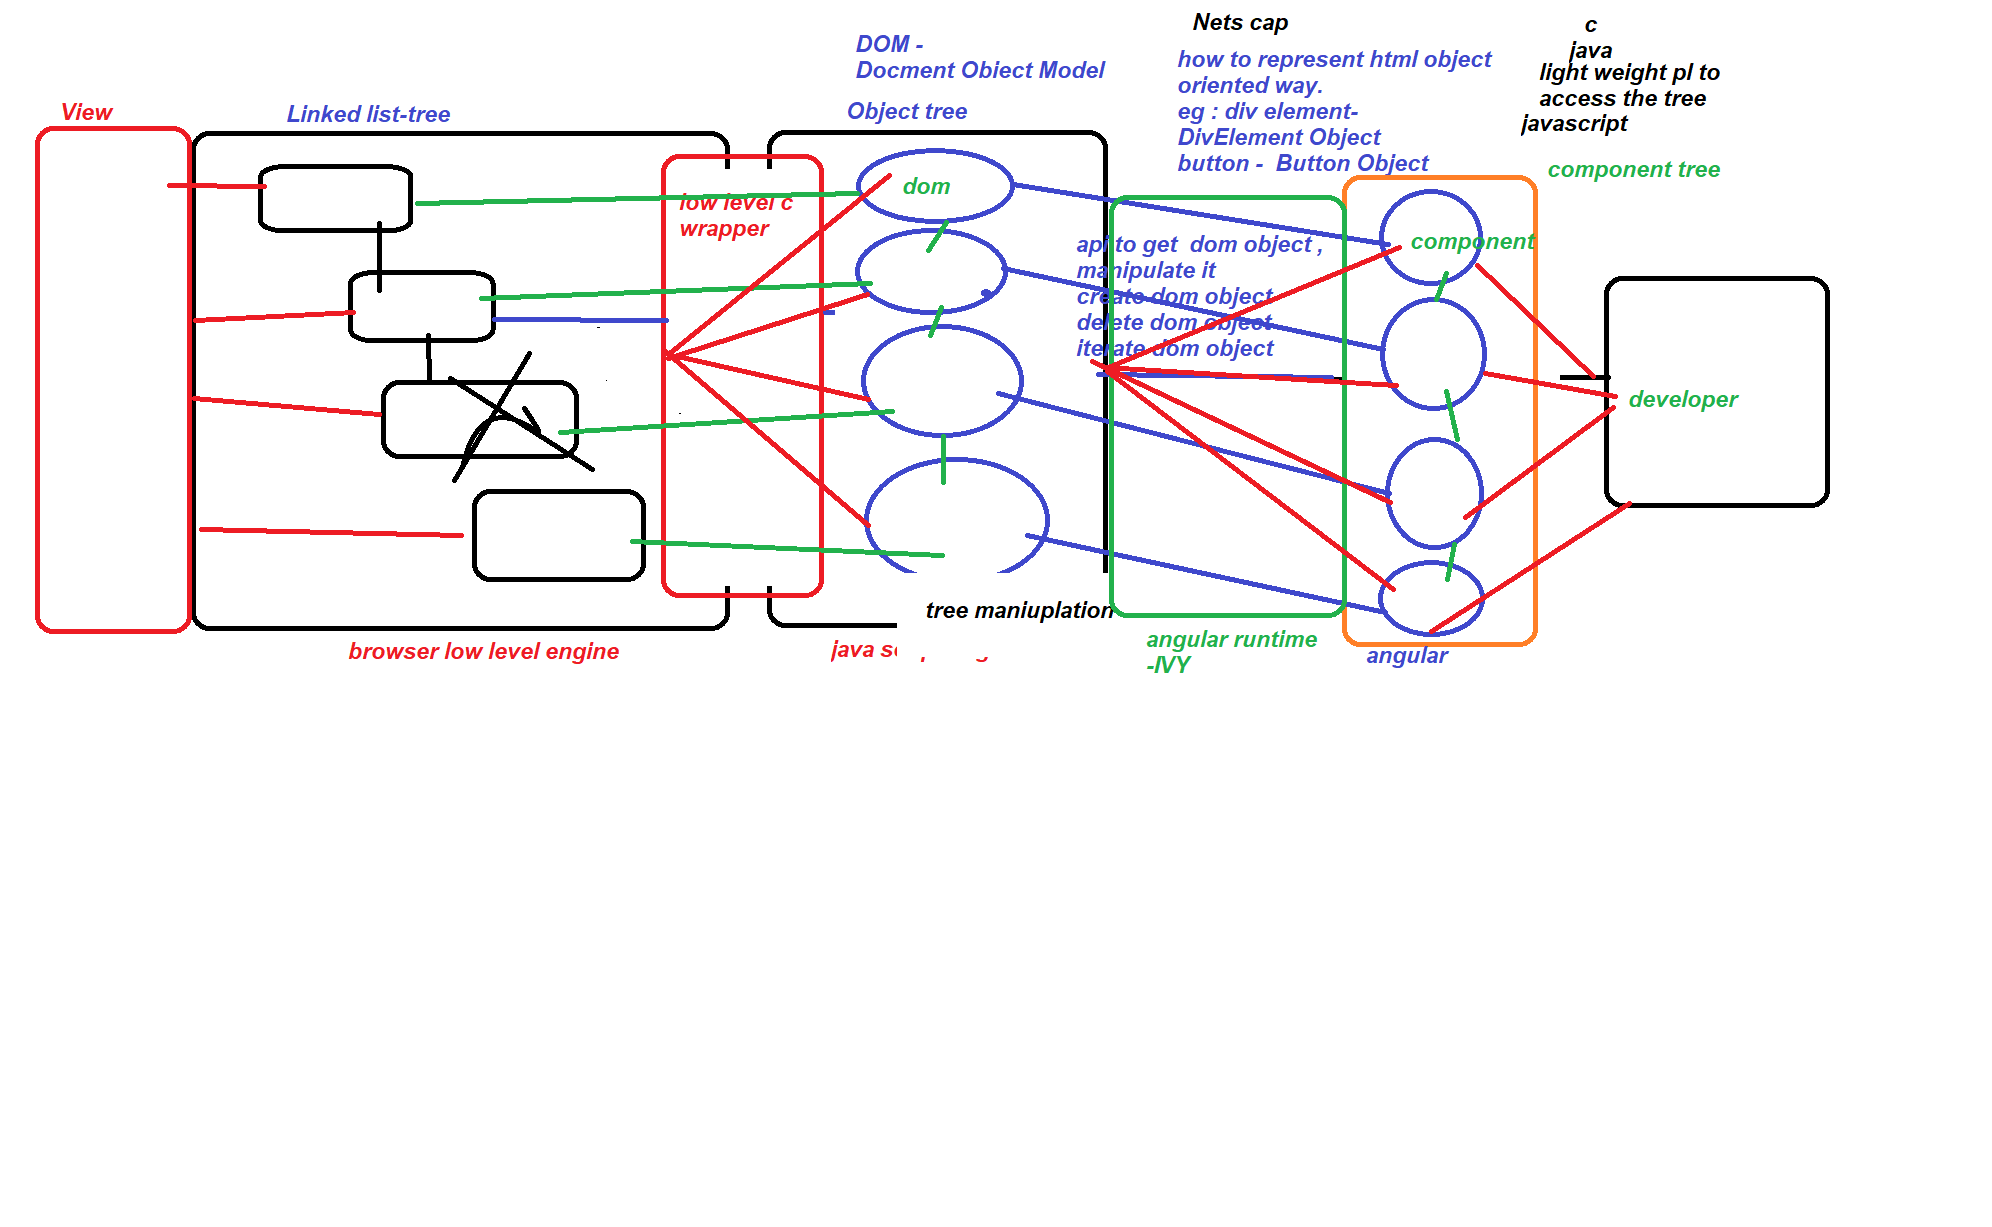 Nets cap
c
java
light weight pl to
access the tree
javascript
DOM -
Docment Obiect Model
how to represent html object
oriented way.
eg : div element-
DivElement Object
button -  Button Object
View
Linked list-tree
Object tree
component tree
low level c
wrapper
dom
api to get  dom object ,
manipulate it
create dom object
delete dom object
iterate dom object
component
developer
tree maniuplation
browser low level engine
java
angular runtime
-IVY
angular